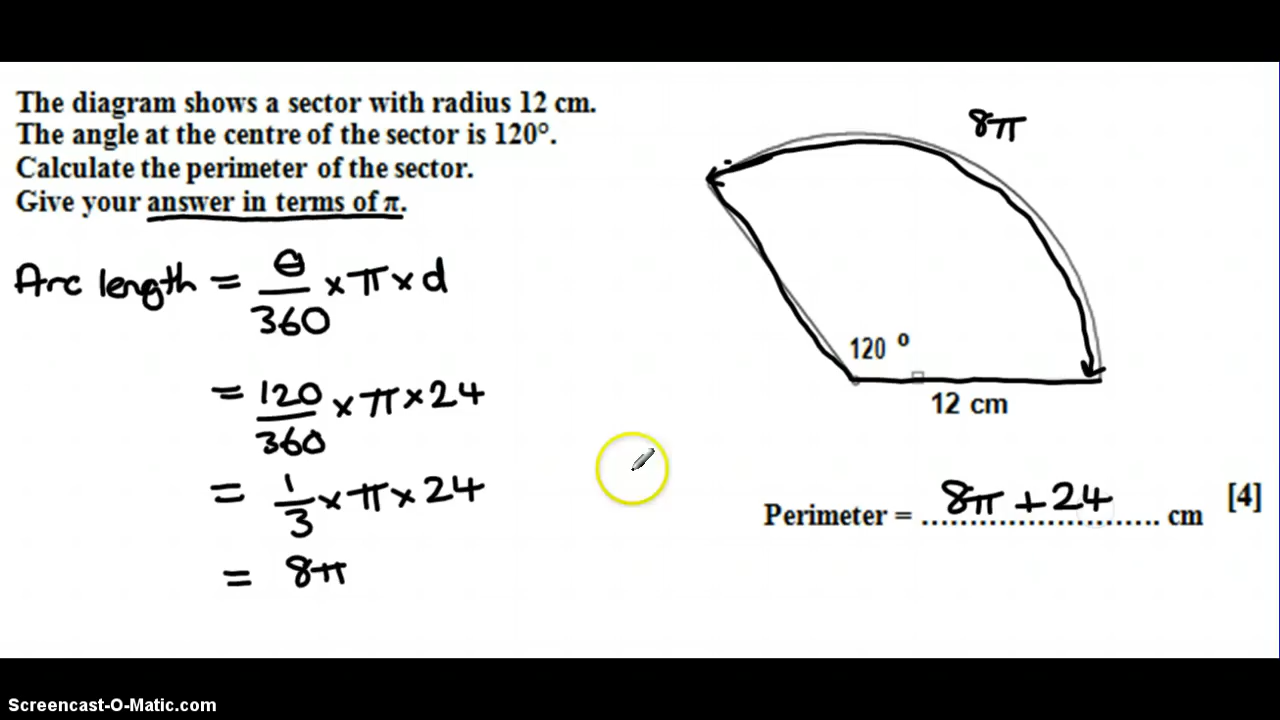 The diagram shows a sector with radius 12 cm.
The angle at the centre of the sector is 120°.
Calculate the perimeter of the sector.
Give your answer in terms of π.
Arc length = θ/360 × π × d
= 120/360 × π × 24
= 1/3 × π × 24
= 8π
8π
120 °
12 cm
Perimeter = 8π + 24 cm [4]
Screencast-O-Matic.com